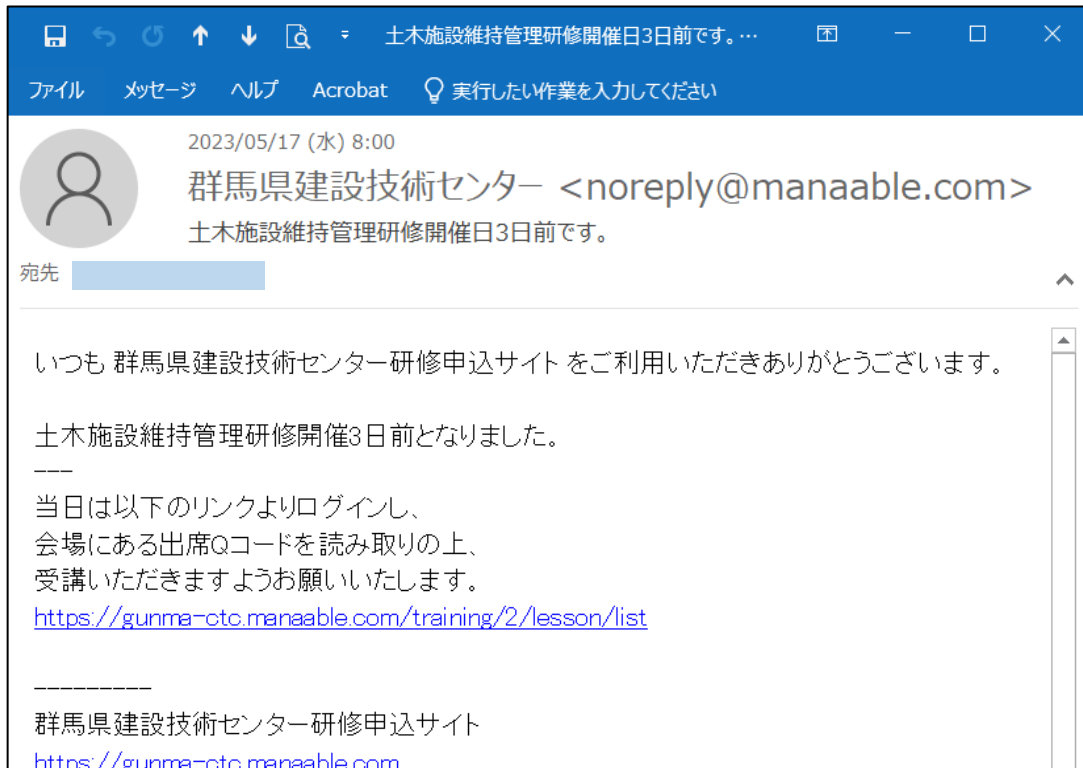 土木施設維持管理研修開催日3日前です。…
ファイル メッセージ ヘルプ Acrobat 実行したい作業を入力してください
2023/05/17 (水) 8:00
群馬県建設技術センター <noreply@manaable.com>
土木施設維持管理研修開催日3日前です。
宛先
いつも 群馬県建設技術センター研修申込サイト をご利用いただきありがとうございます。
土木施設維持管理研修開催3日前となりました。
---
当日は以下のリンクよりログインし、
会場にある出席Qコードを読み取りの上、
受講いただきますようお願いいたします。
https://gunma-ctc.manaable.com/training/2/lesson/list
---------
群馬県建設技術センター研修申込サイト
https://gunma-ctc.manaable.com